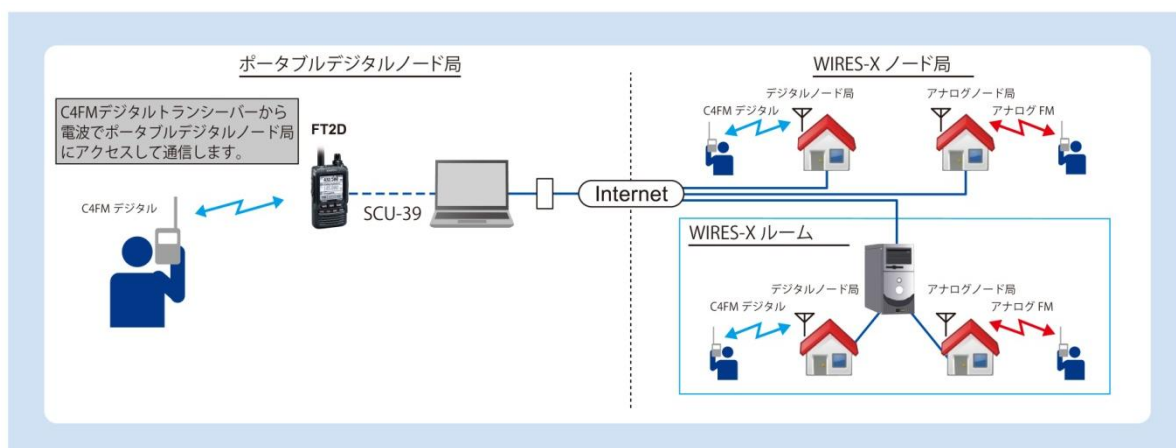 ポータブルデジタルノード局
C4FMデジタルトランシーバーから
電波でポータブルデジタルノード局
にアクセスして通信します。
FT2D
C4FM デジタル
SCU-39
Internet
WIRES-X ノード局
デジタルノード局
アナログノード局
C4FM デジタル
アナログ FM
WIRES-X ルーム
デジタルノード局
アナログノード局
C4FM デジタル
アナログ FM